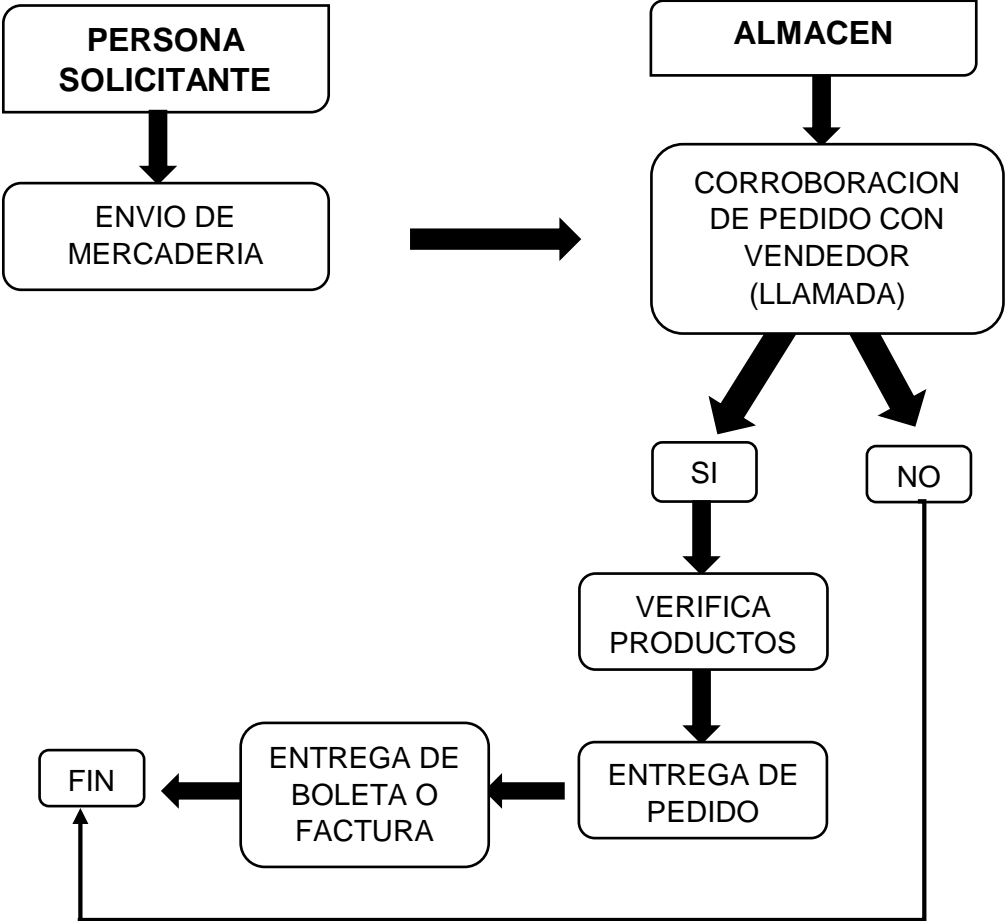 PERSONA
SOLICITANTE
ALMACEN
ENVIO DE
MERCADERIA
CORROBORACION
DE PEDIDO CON
VENDEDOR
(LLAMADA)
SI
NO
VERIFICA
PRODUCTOS
ENTREGA DE
PEDIDO
ENTREGA DE
BOLETA O
FACTURA
FIN